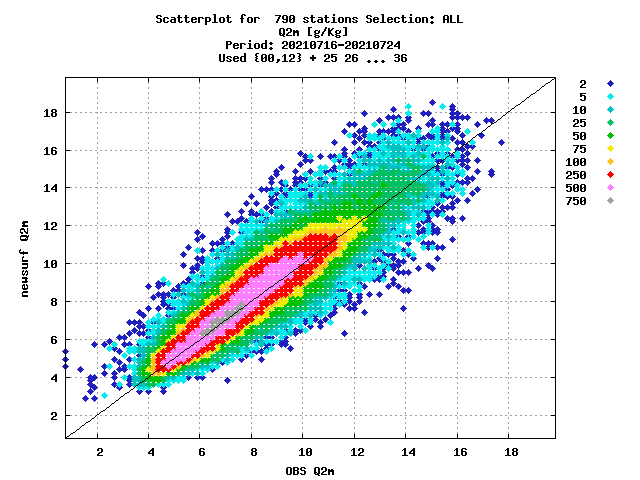 Scatterplot for  790 stations Selection: ALL
Q2m [g/Kg]
Period: 20210716-20210724
Used {00,12} + 25 26 ... 36
2
5
10
25
50
75
100
250
500
750
18
16
14
12
10
8
6
4
2
newsurf Q2m
2 4 6 8 10 12 14 16 18
OBS Q2m